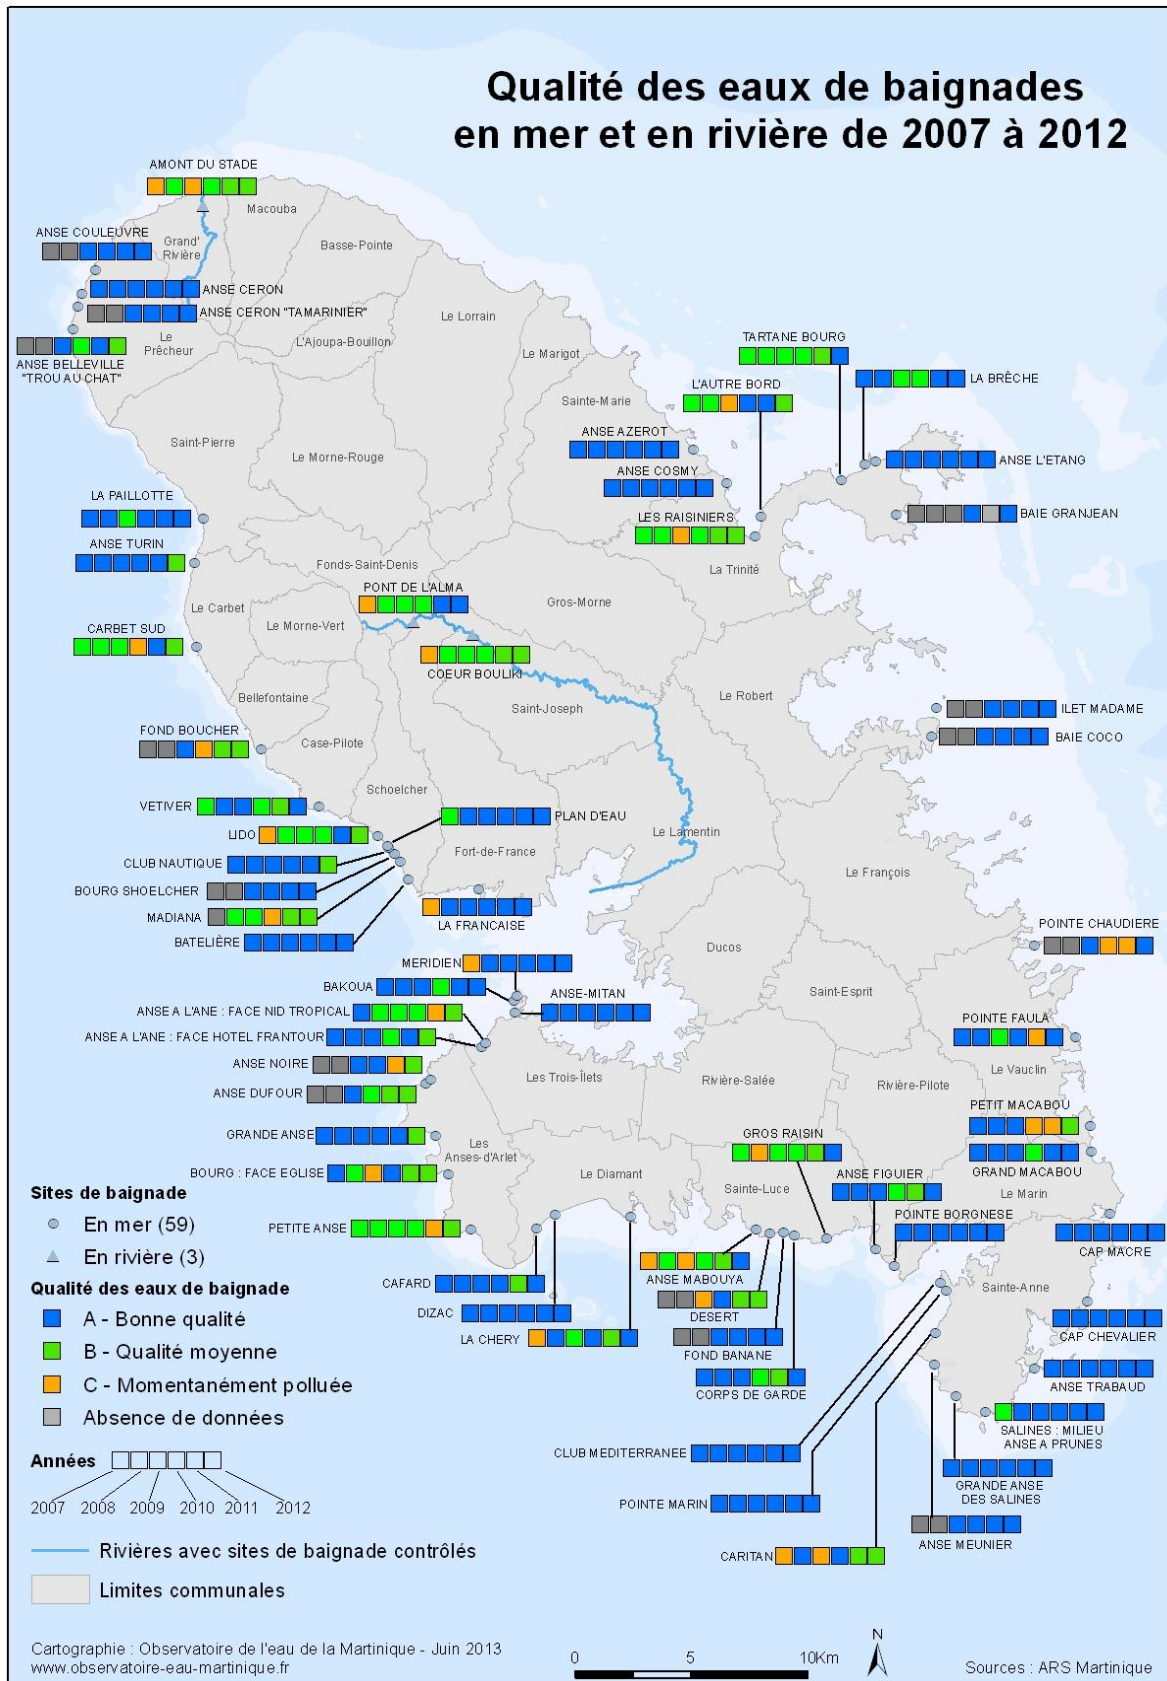 Qualité des eaux de baignades
en mer et en rivière de 2007 à 2012
AMONT DU STADE
Macouba
ANSE COULEUVRE
Grand'
Rivière
Basse-Pointe
ANSE CERON
ANSE CERON "TAMARINIER"
Le Lorrain
Le
Prêcheur
L'Ajoupa-Bouillon
ANSE BELLEVILLE
"TROU AU CHAT"
Le Marigot
TARTANE BOURG
LA BRÊCHE
L'AUTRE BORD
Sainte-Marie
Saint-Pierre
Le Morne-Rouge
ANSE AZEROT
ANSE L'ETANG
ANSE COSMY
LA PAILLOTTE
LES RAISINIERS
BAIE GRANJEAN
ANSE TURIN
Fonds-Saint-Denis
La Trinité
PONT DE L'ALMA
Gros-Morne
Le Carbet
Le Morne-Vert
CARBET SUD
COEUR BOULIKI
Bellefontaine
Le Robert
Saint-Joseph
ILET MADAME
FOND BOUCHER
Case-Pilote
BAIE COCO
Schoelcher
VETIVER
PLAN D'EAU
LIDO
Le Lamentin
Fort-de-France
CLUB NAUTIQUE
Le François
BOURG SHOELCHER
MADIANA
LA FRANCAISE
POINTE CHAUDIERE
BATELIÈRE
Ducos
MERIDIEN
BAKOUA
ANSE-MITAN
Saint-Esprit
ANSE A L'ANE : FACE NID TROPICAL
POINTE FAULA
ANSE A L'ANE : FACE HOTEL FRANTOUR
ANSE NOIRE
Les Trois-Îlets
Rivière-Salée
Rivière-Pilote
Le Vauclin
ANSE DUFOUR
PETIT MACABOU
GRANDE ANSE
GROS RAISIN
Les
Anses-d'Arlet
GRAND MACABOU
BOURG : FACE EGLISE
Le Diamant
Sainte-Luce
ANSE FIGUIER
Le Marin
Sites de baignade
En mer (59)
PETITE ANSE
POINTE BORGNESE
CAP MACRE
En rivière (3)
Qualité des eaux de baignade
CAFARD
ANSE MABOUYA
Sainte-Anne
A - Bonne qualité
DIZAC
DESERT
LA CHERY
CAP CHEVALIER
B - Qualité moyenne
FOND BANANE
C - Momentanément polluée
CORPS DE GARDE
ANSE TRABAUD
Absence de données
SALINES : MILIEU
ANSE A PRUNES
CLUB MEDITERRANEE
Années
GRANDE ANSE
DES SALINES
2007 2008 2009 2010 2011 2012
POINTE MARIN
ANSE MEUNIER
Rivières avec sites de baignade contrôlés
CARITAN
Limites communales
Cartographie : Observatoire de l'eau de la Martinique - Juin 2013
www.observatoire-eau-martinique.fr
0 5 10Km
N
Sources : ARS Martinique